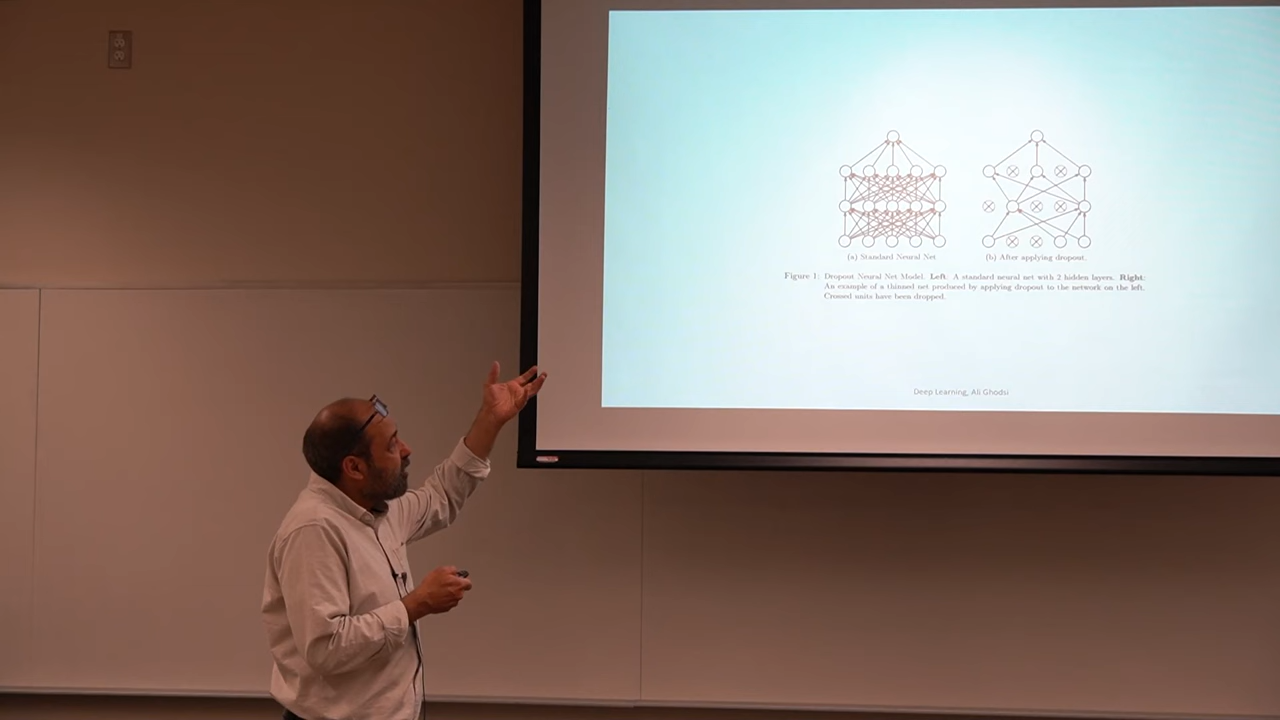 (a) Standard Neural Net
(b) After applying dropout.
Figure 1: Dropout Neural Net Model. Left: A standard neural net with 2 hidden layers. Right:
An example of a thinned net produced by applying dropout to the network on the left.
Crossed units have been dropped.
Deep Learning, Ali Ghodsi